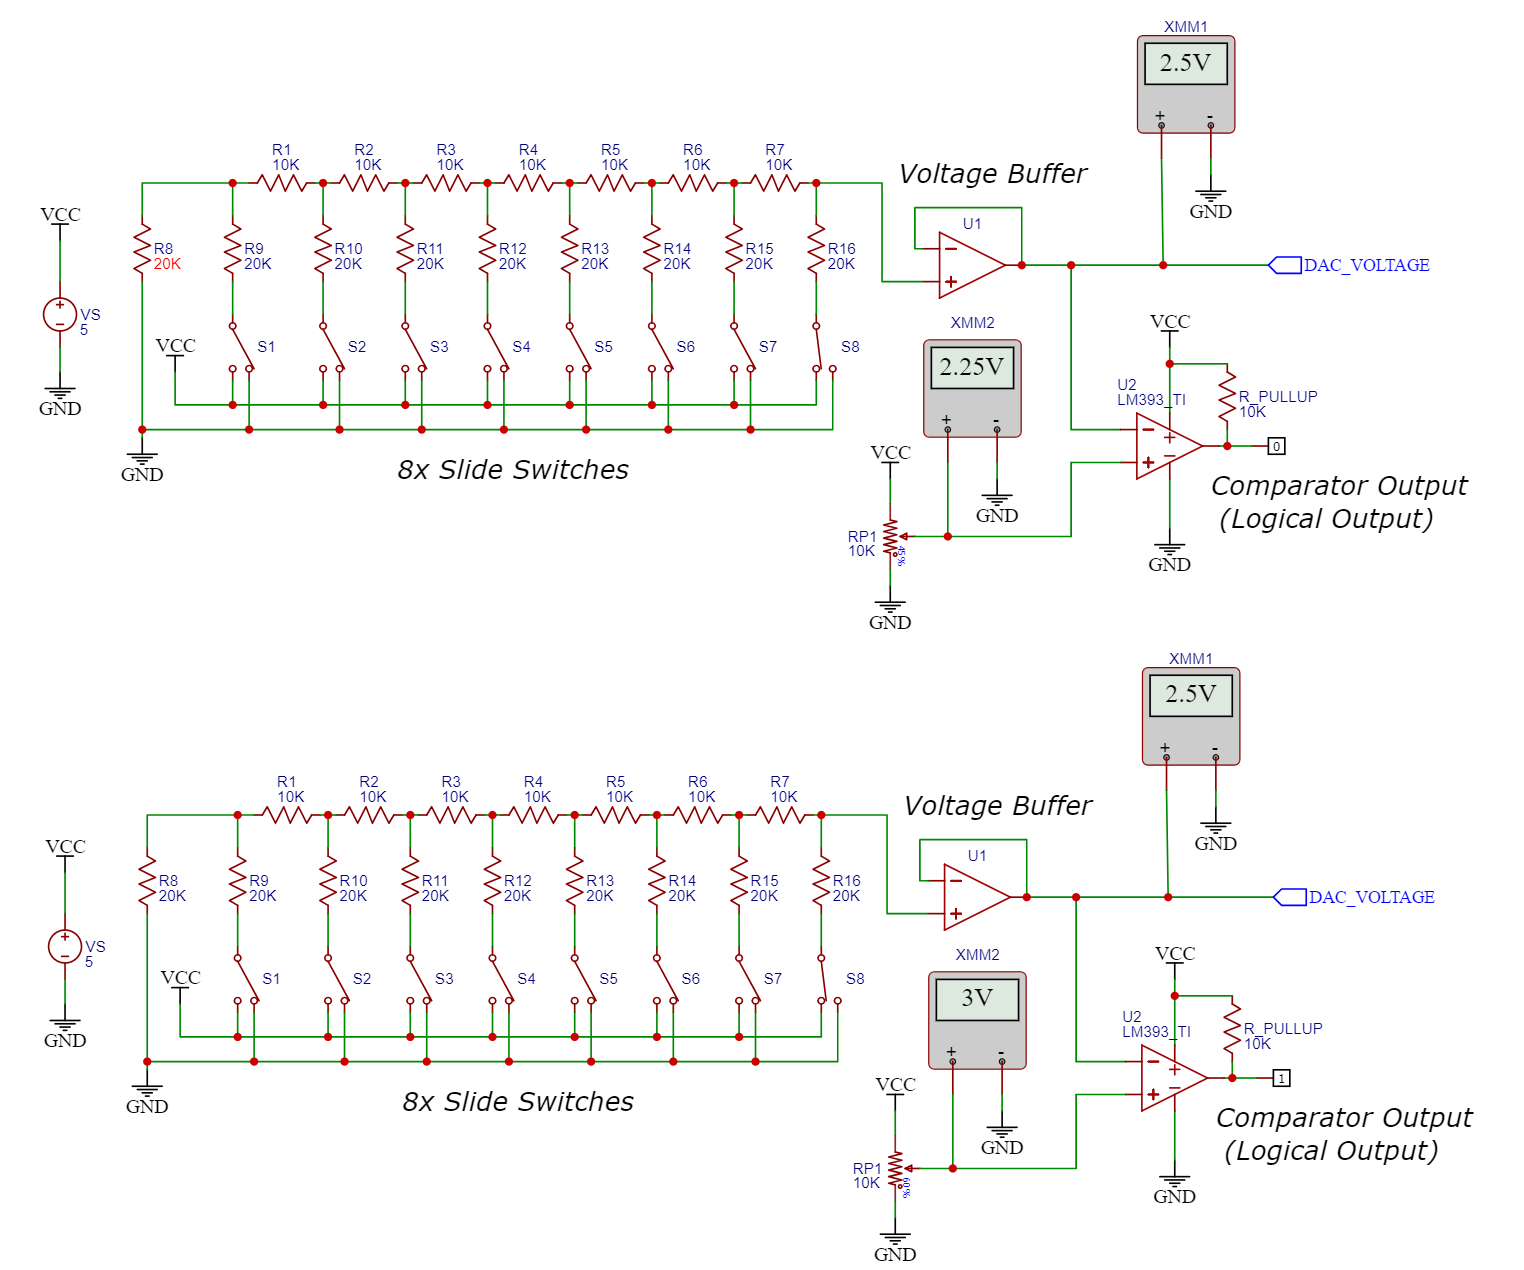 XMM1
2.5V
+ -
GND
R1 10K
R2 10K
R3 10K
R4 10K
R5 10K
R6 10K
R7 10K
Voltage Buffer
U1
VCC
R8 20K
R9 20K
R10 20K
R11 20K
R12 20K
R13 20K
R14 20K
R15 20K
R16 20K
DAC_VOLTAGE
VS
5
GND
VCC
S1
S2
S3
S4
S5
S6
S7
S8
GND
8x Slide Switches
XMM2
2.25V
+ -
GND
VCC
U2
LM393_TI
R_PULLUP
10K
0
GND
Comparator Output
(Logical Output)
VCC
RP1
10K
45%
GND
XMM1
2.5V
+ -
GND
R1 10K
R2 10K
R3 10K
R4 10K
R5 10K
R6 10K
R7 10K
Voltage Buffer
U1
VCC
R8 20K
R9 20K
R10 20K
R11 20K
R12 20K
R13 20K
R14 20K
R15 20K
R16 20K
DAC_VOLTAGE
VS
5
GND
VCC
S1
S2
S3
S4
S5
S6
S7
S8
GND
8x Slide Switches
XMM2
3V
+ -
GND
VCC
U2
LM393_TI
R_PULLUP
10K
1
GND
Comparator Output
(Logical Output)
VCC
RP1
10K
60%
GND